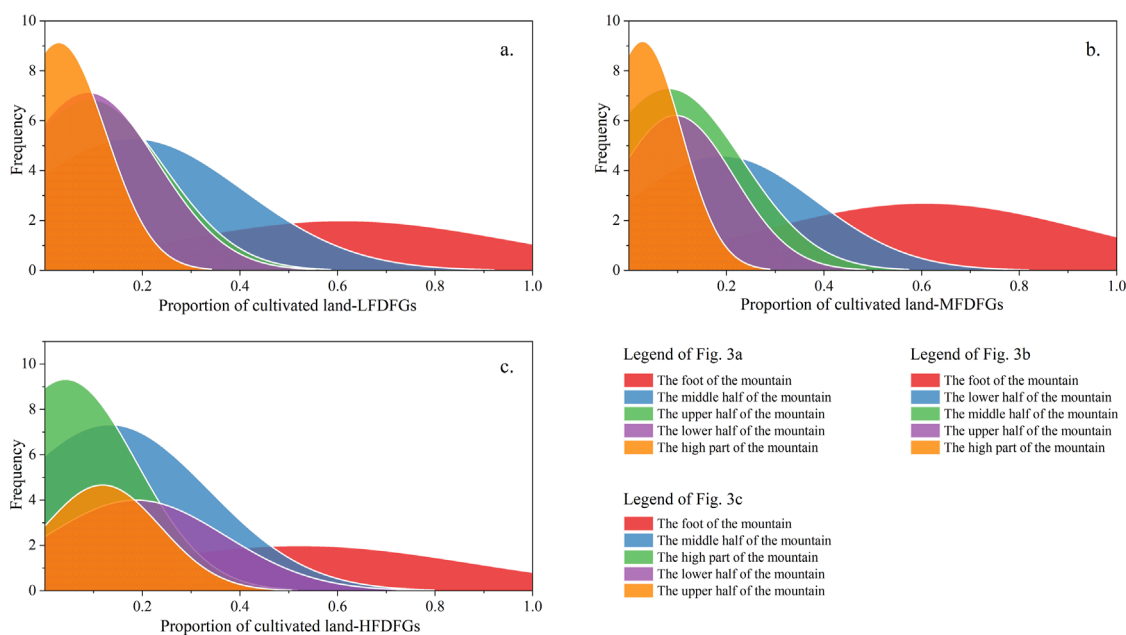 10
8
6
4
2
0
Frequency
a.
0.2
0.4
0.6
0.8
1.0
Proportion of cultivated land-LFDFGs
10
8
6
4
2
0
Frequency
b.
0.2
0.4
0.6
0.8
1.0
Proportion of cultivated land-MFDFGs
10
8
6
4
2
0
Frequency
c.
0.2
0.4
0.6
0.8
1.0
Proportion of cultivated land-HFDFGs
Legend of Fig. 3a
The foot of the mountain
The middle half of the mountain
The upper half of the mountain
The lower half of the mountain
The high part of the mountain
Legend of Fig. 3b
The foot of the mountain
The lower half of the mountain
The middle half of the mountain
The upper half of the mountain
The high part of the mountain
Legend of Fig. 3c
The foot of the mountain
The middle half of the mountain
The high part of the mountain
The lower half of the mountain
The upper half of the mountain